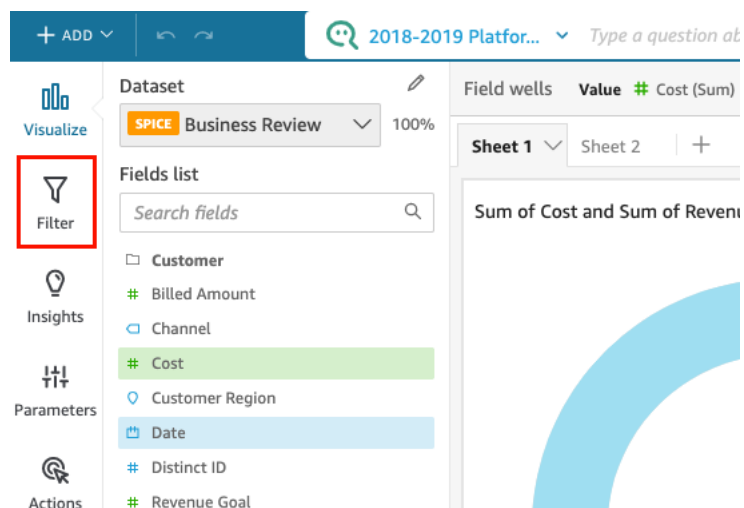 + ADD
2018-2019 Platfor...
Type a question ab
Visualize
Filter
Insights
Parameters
Actions
Dataset
SPICE Business Review
100%
Fields list
Search fields
Customer
# Billed Amount
Channel
# Cost
Customer Region
Date
# Distinct ID
# Revenue Goal
Field wells Value # Cost (Sum)
Sheet 1 Sheet 2 +
Sum of Cost and Sum of Revenu